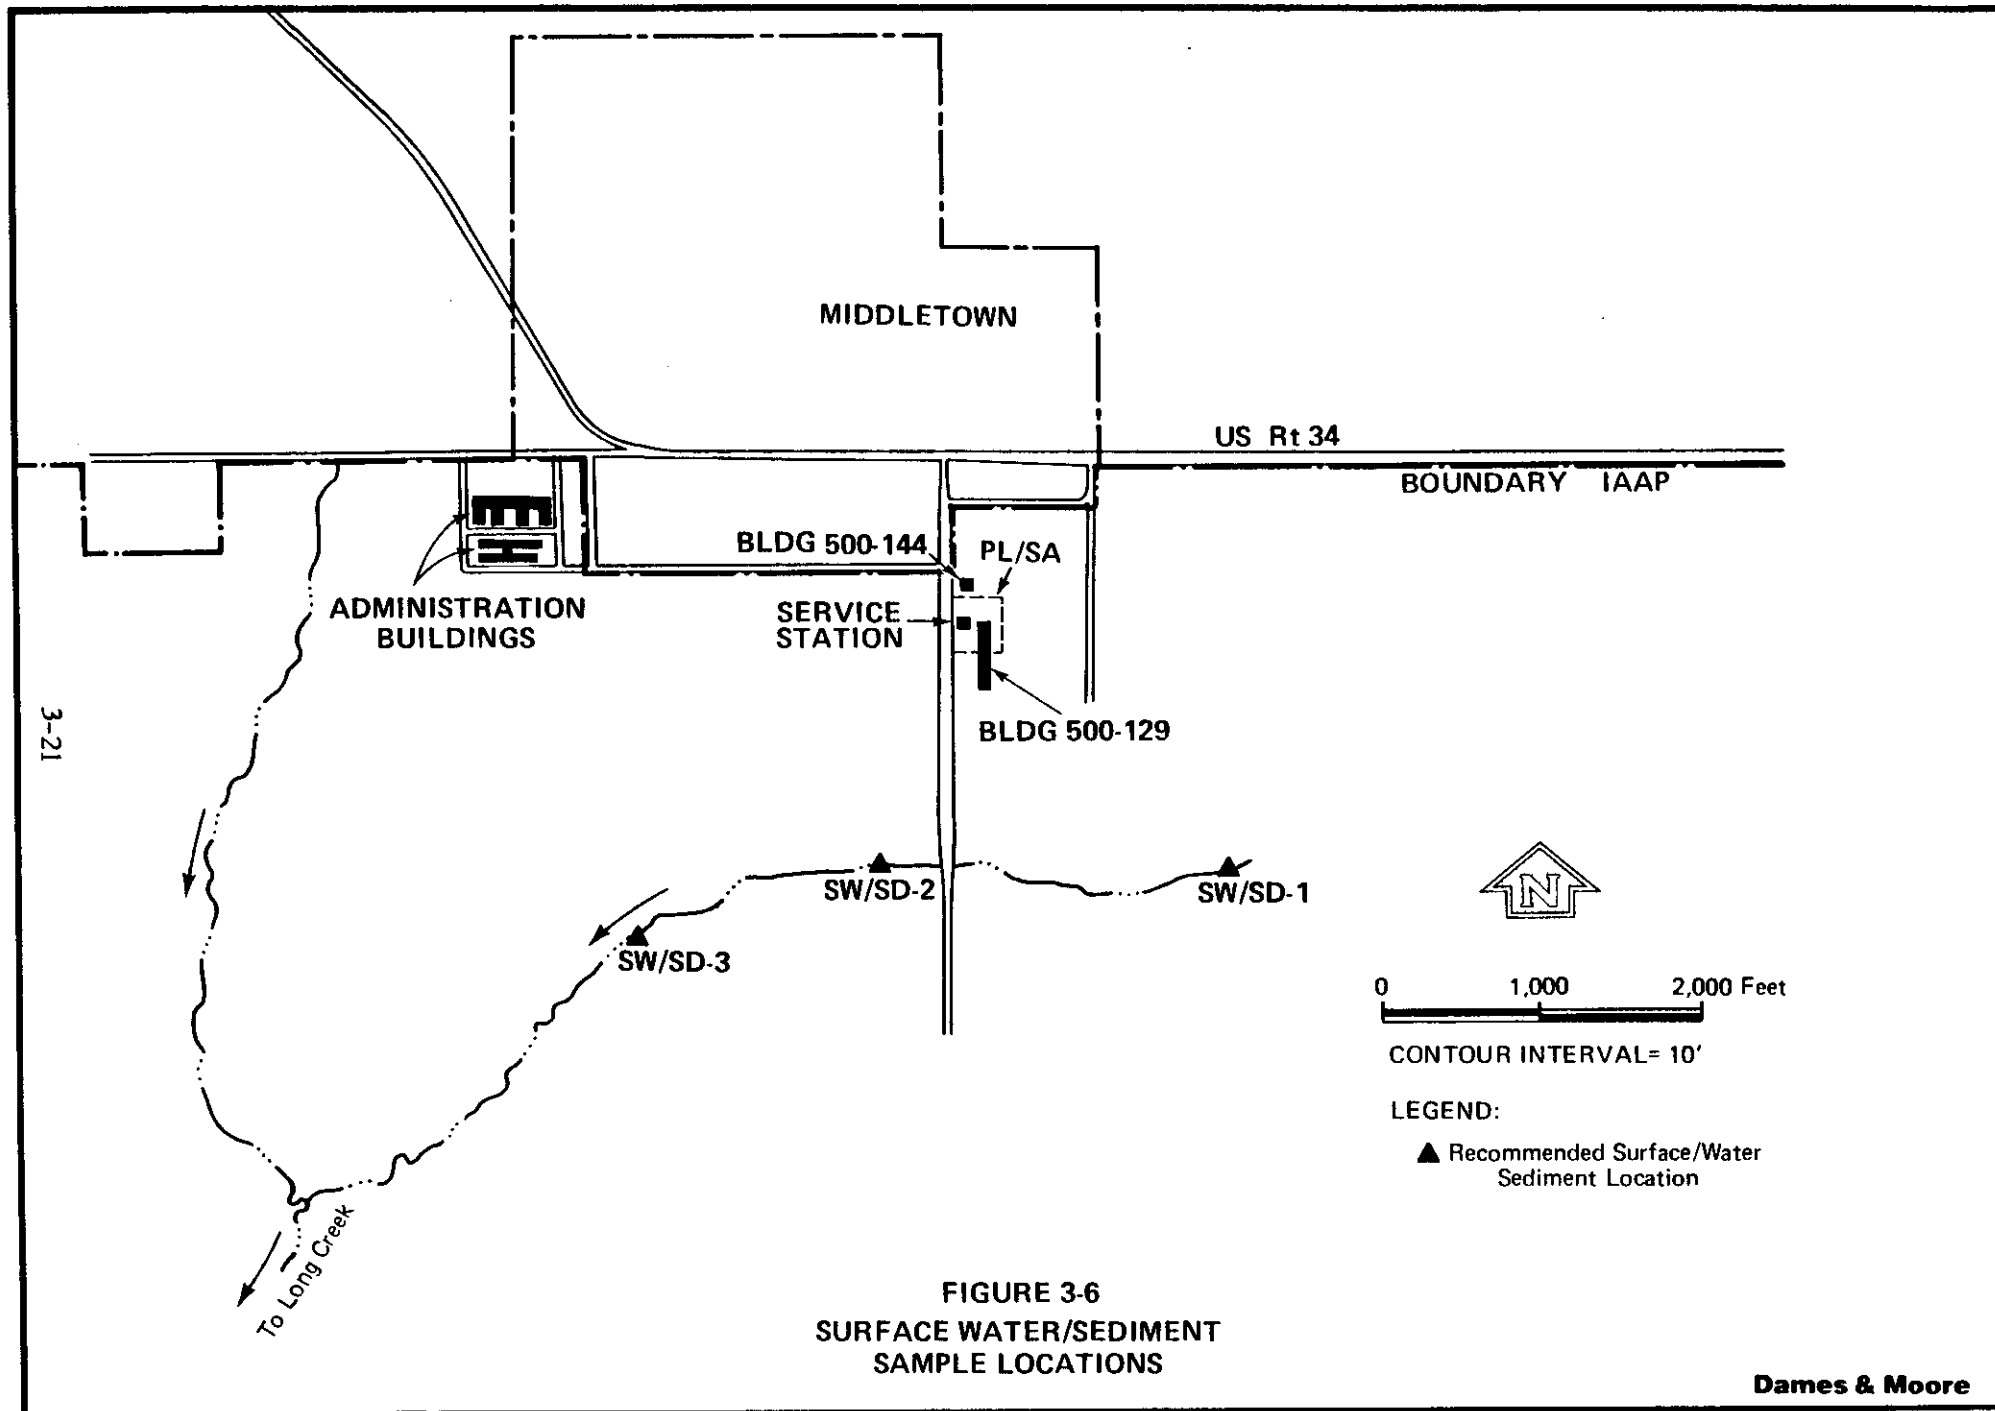 MIDDLETOWN
US Rt 34
BOUNDARY IAAP
BLDG 500-144
PL/SA
ADMINISTRATION
BUILDINGS
SERVICE
STATION
3-21
BLDG 500-129
SW/SD-2
SW/SD-1
SW/SD-3
N
0 1,000 2,000 Feet
CONTOUR INTERVAL= 10'
LEGEND:
▲ Recommended Surface/Water
Sediment Location
To Long Creek
FIGURE 3-6
SURFACE WATER/SEDIMENT
SAMPLE LOCATIONS
Dames & Moore